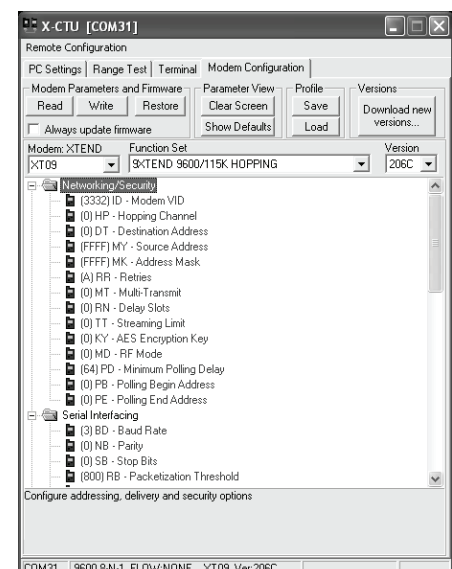 X-CTU [COM31]
Remote Configuration
PC Settings Range Test Terminal Modem Configuration
Modem Parameters and Firmware Parameter View Profile Versions
Read Write Restore Clear Screen Save Download new versions...
Always update firmware Show Defaults Load
Modem: XTEND Function Set Version
XT09 9XTEND 9600/115K HOPPING 206C
Networking/Security
(3332) ID - Modem VID
(0) HP - Hopping Channel
(0) DT - Destination Address
(FFFF) MY - Source Address
(FFFF) MK - Address Mask
(A) RR - Retries
(0) MT - Multi-Transmit
(0) RN - Delay Slots
(0) TT - Streaming Limit
(0) KY - AES Encryption Key
(0) MD - RF Mode
(64) PD - Minimum Polling Delay
(0) PB - Polling Begin Address
(0) PE - Polling End Address
Serial Interfacing
(3) BD - Baud Rate
(0) NB - Parity
(0) SB - Stop Bits
(800) RB - Packetization Threshold
Configure addressing, delivery and security options
COM31 9600 8-N-1 FLOW:NONE XT09 Ver:206C